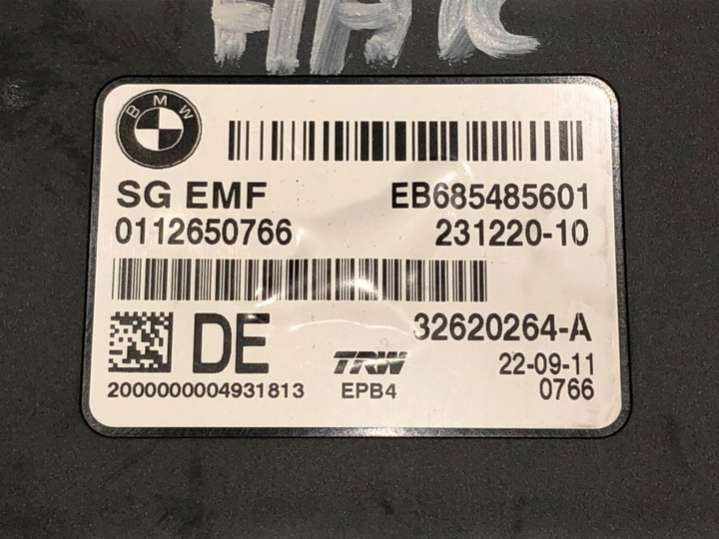 BMW
SG EMF EB685485601
0112650766 231220-10
32620264-A
DE TRW 22-09-11
2000000004931813 EPB4 0766